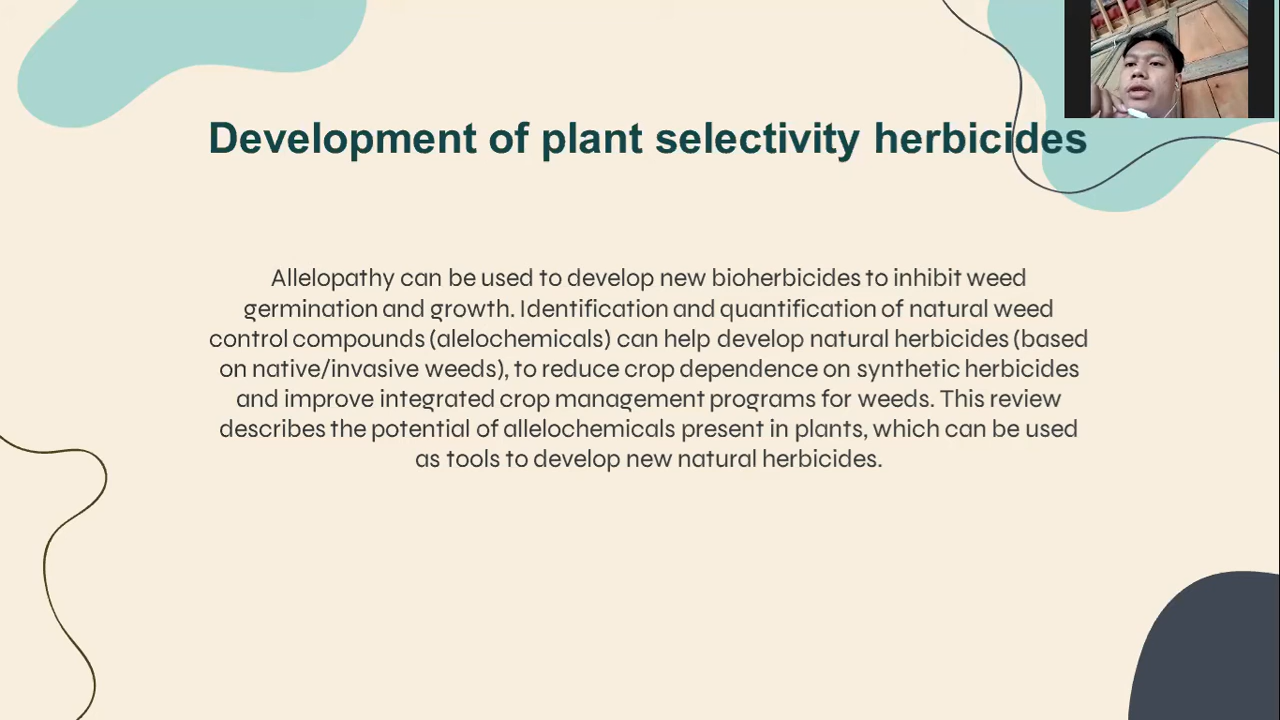 Development of plant selectivity herbicides
Allelopathy can be used to develop new bioherbicides to inhibit weed
germination and growth. Identification and quantification of natural weed
control compounds (alelochemicals) can help develop natural herbicides (based
on native/invasive weeds), to reduce crop dependence on synthetic herbicides
and improve integrated crop management programs for weeds. This review
describes the potential of allelochemicals present in plants, which can be used
as tools to develop new natural herbicides.